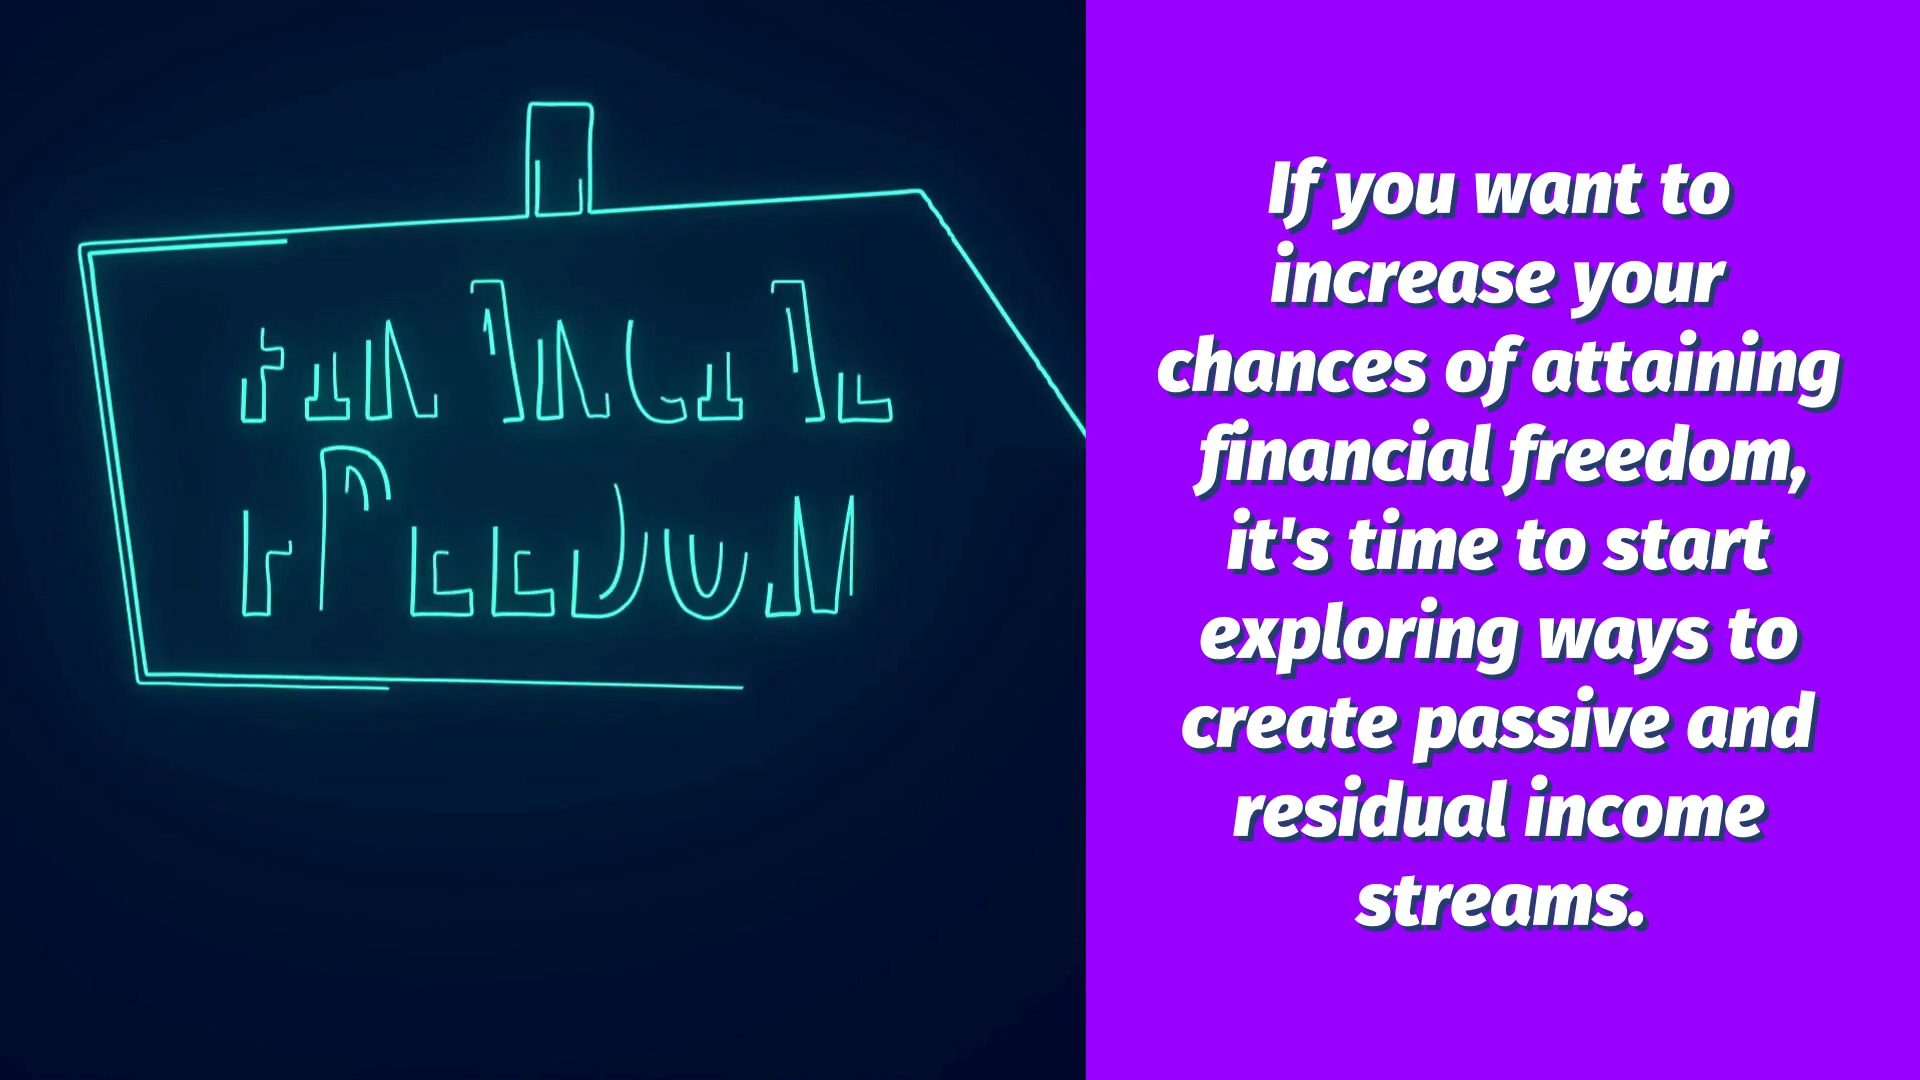 If you want to
increase your
chances of attaining
financial freedom,
it's time to start
exploring ways to
create passive and
residual income
streams.